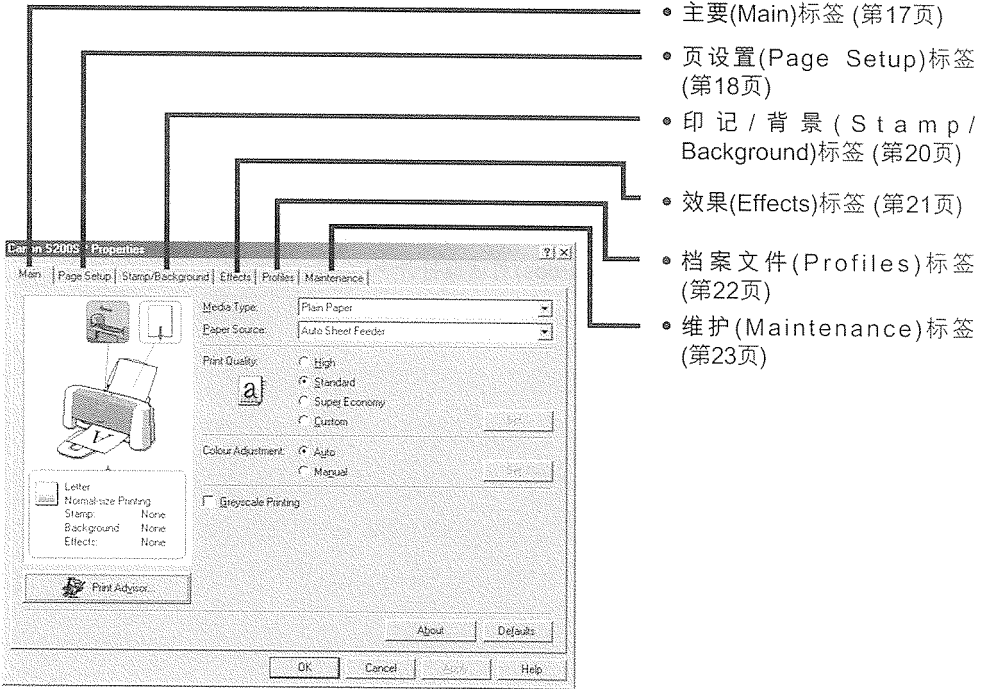 • 主要(Main)标签 (第17页)
• 页设置(Page Setup)标签
(第18页)
• 印记/背景(Stamp/
Background)标签 (第20页)
• 效果(Effects)标签 (第21页)
• 档案文件(Profiles)标签
(第22页)
• 维护(Maintenance)标签
(第23页)
Canon S200S Properties
Main Page Setup Stamp/Background Effects Profiles Maintenance
Media Type: Plain Paper
Paper Source: Auto Sheet Feeder
Print Quality: High
a Standard
Super Economy
Custom
Colour Adjustment: Auto
Manual
Greyscale Printing
Letter
Normal-size Printing
Stamp: None
Background: None
Effects: None
Print Advisor...
About Defaults
OK Cancel Apply Help